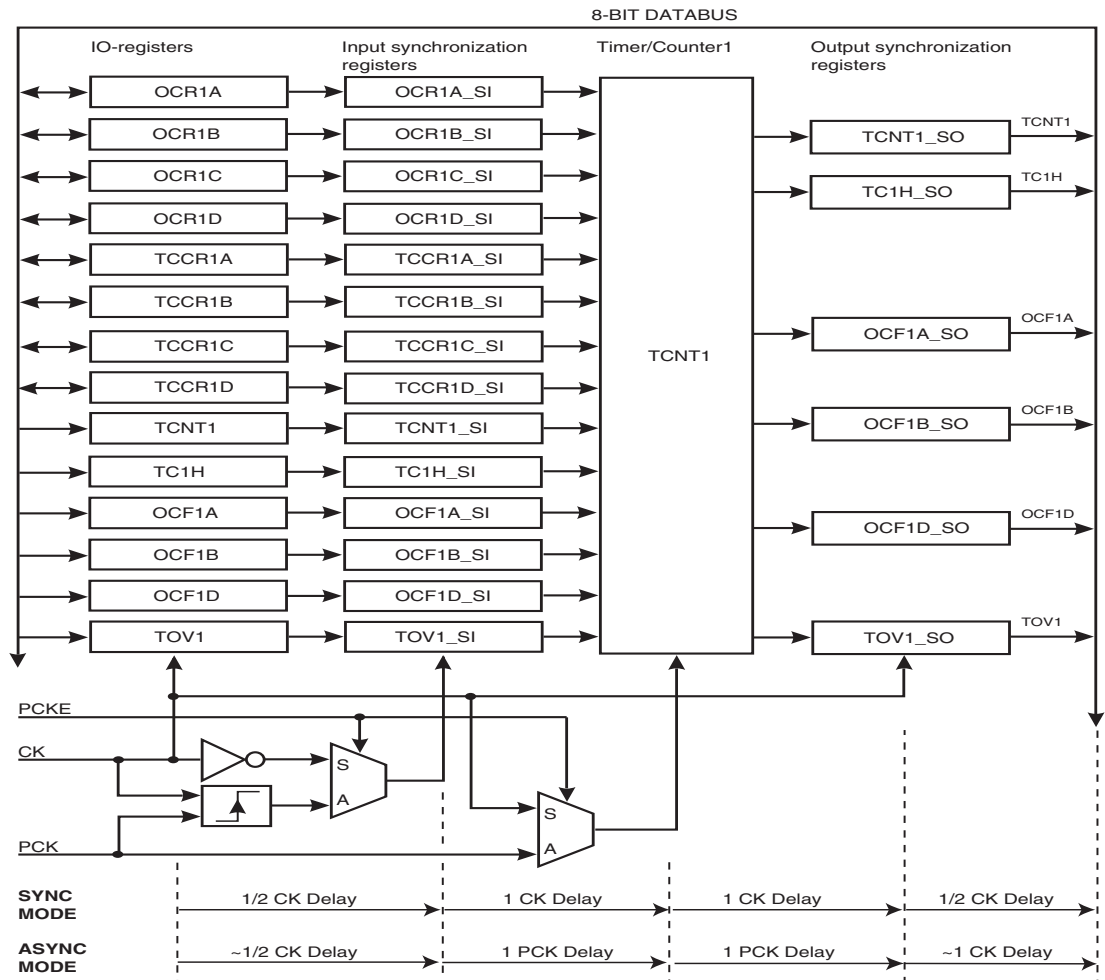 8-BIT DATABUS
IO-registers
Input synchronization
registers
Timer/Counter1
Output synchronization
registers
OCR1A
OCR1A_SI
OCR1B
OCR1B_SI
TCNT1_SO
TCNT1
OCR1C
OCR1C_SI
TC1H_SO
TC1H
OCR1D
OCR1D_SI
TCCR1A
TCCR1A_SI
TCCR1B
TCCR1B_SI
OCF1A_SO
OCF1A
TCCR1C
TCCR1C_SI
TCNT1
TCCR1D
TCCR1D_SI
TCNT1
TCNT1_SI
OCF1B_SO
OCF1B
TC1H
TC1H_SI
OCF1A
OCF1A_SI
OCF1D_SO
OCF1D
OCF1B
OCF1B_SI
OCF1D
OCF1D_SI
TOV1
TOV1_SI
TOV1_SO
TOV1
PCKE
CK
S
A
S
A
PCK
SYNC
MODE
1/2 CK Delay
1 CK Delay
1 CK Delay
1/2 CK Delay
ASYNC
MODE
~1/2 CK Delay
1 PCK Delay
1 PCK Delay
~1 CK Delay